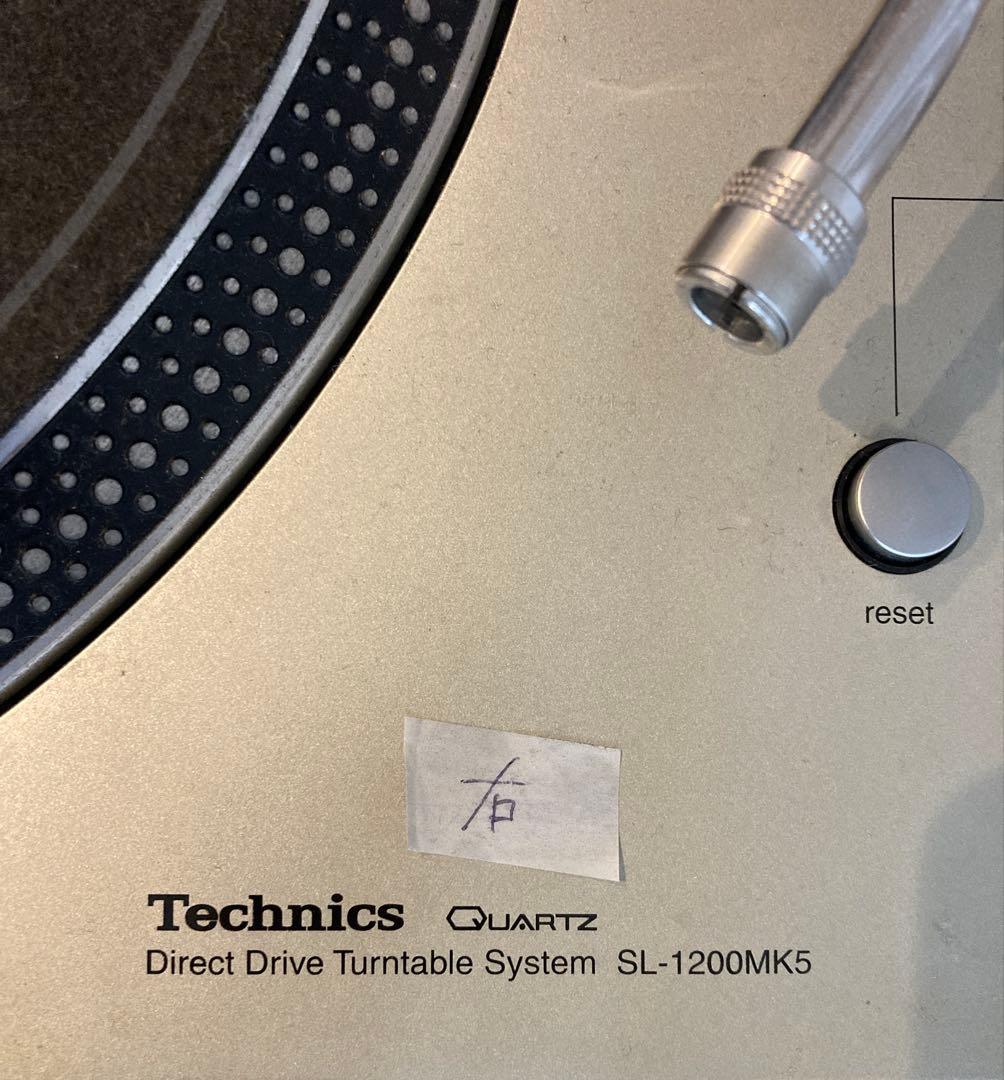 reset
右
Technics QUARTZ
Direct Drive Turntable System SL-1200MK5